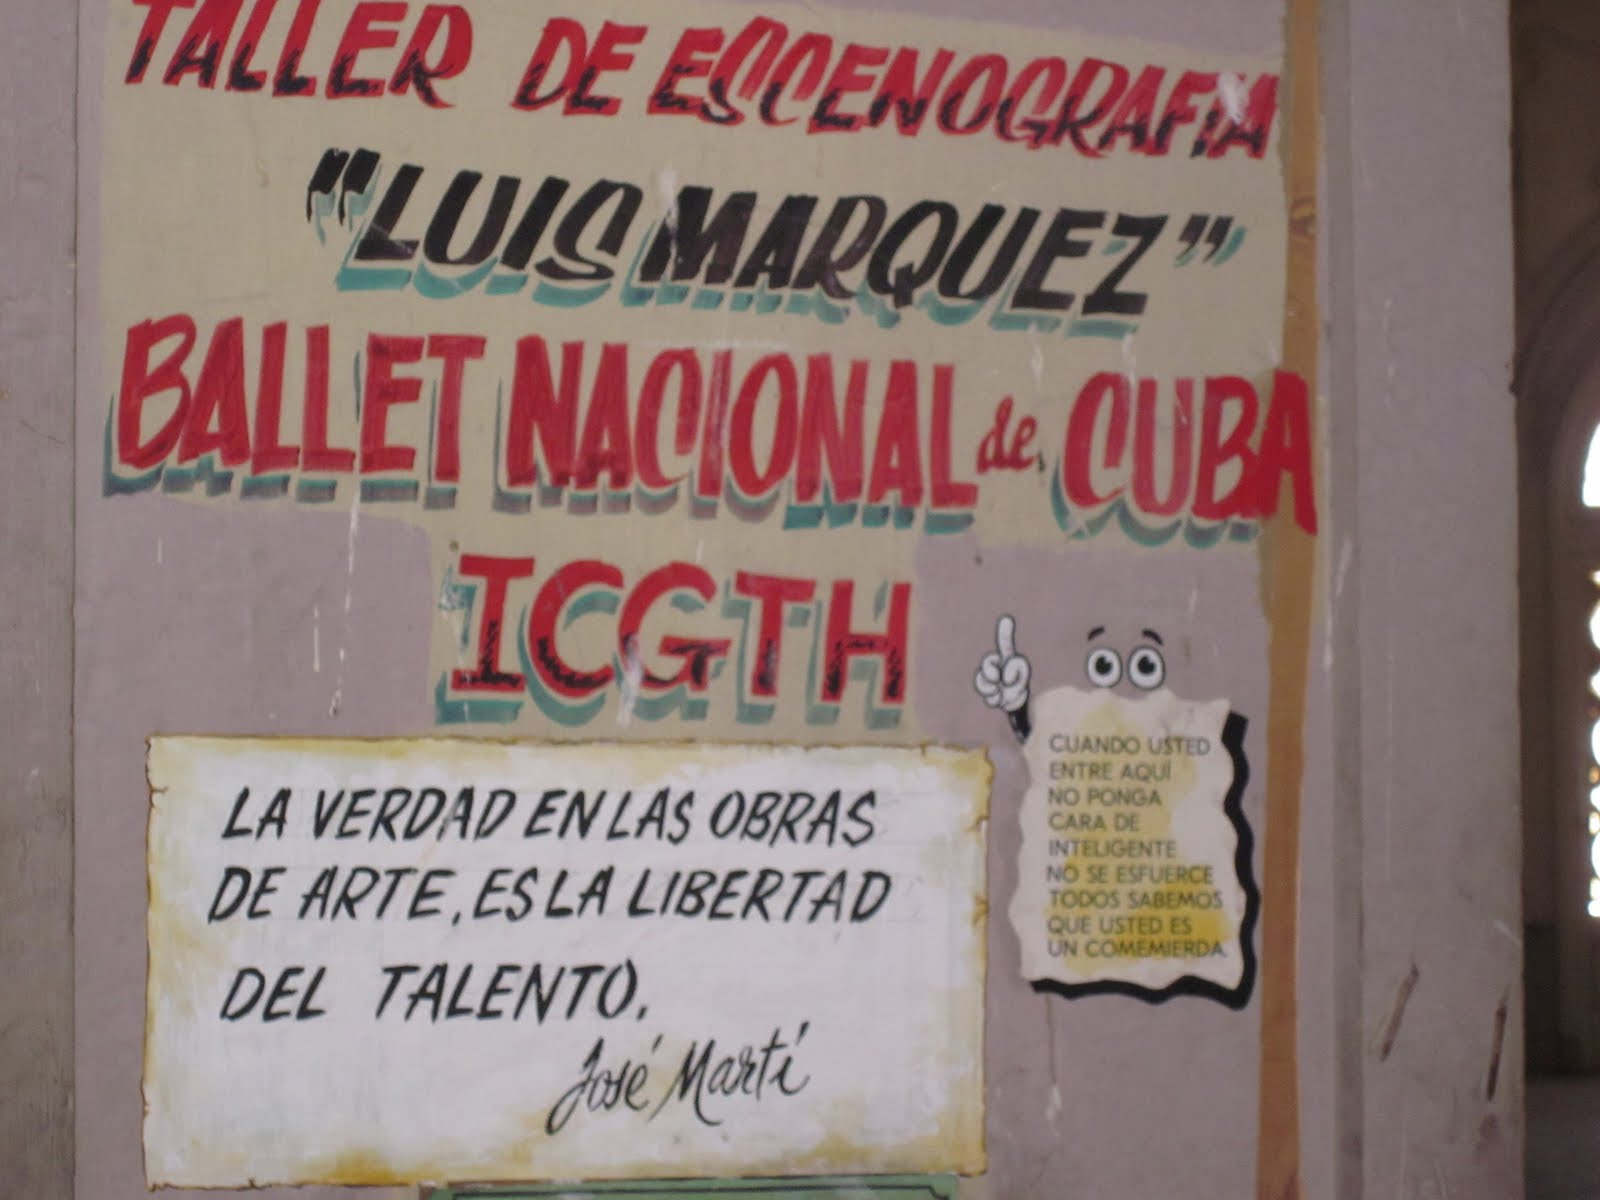 TALLER DE ESCENOGRAFIA
"LUIS MARQUEZ"
BALLET NACIONAL de CUBA
ICGTH
LA VERDAD EN LAS OBRAS
DE ARTE, ES LA LIBERTAD
DEL TALENTO.
José Martí
CUANDO USTED
ENTRE AQUÍ
NO PONGA
CARA DE
INTELIGENTE
NO SE ESFUERCE
TODOS SABEMOS
QUE USTED ES
UN COMEMIERDA.